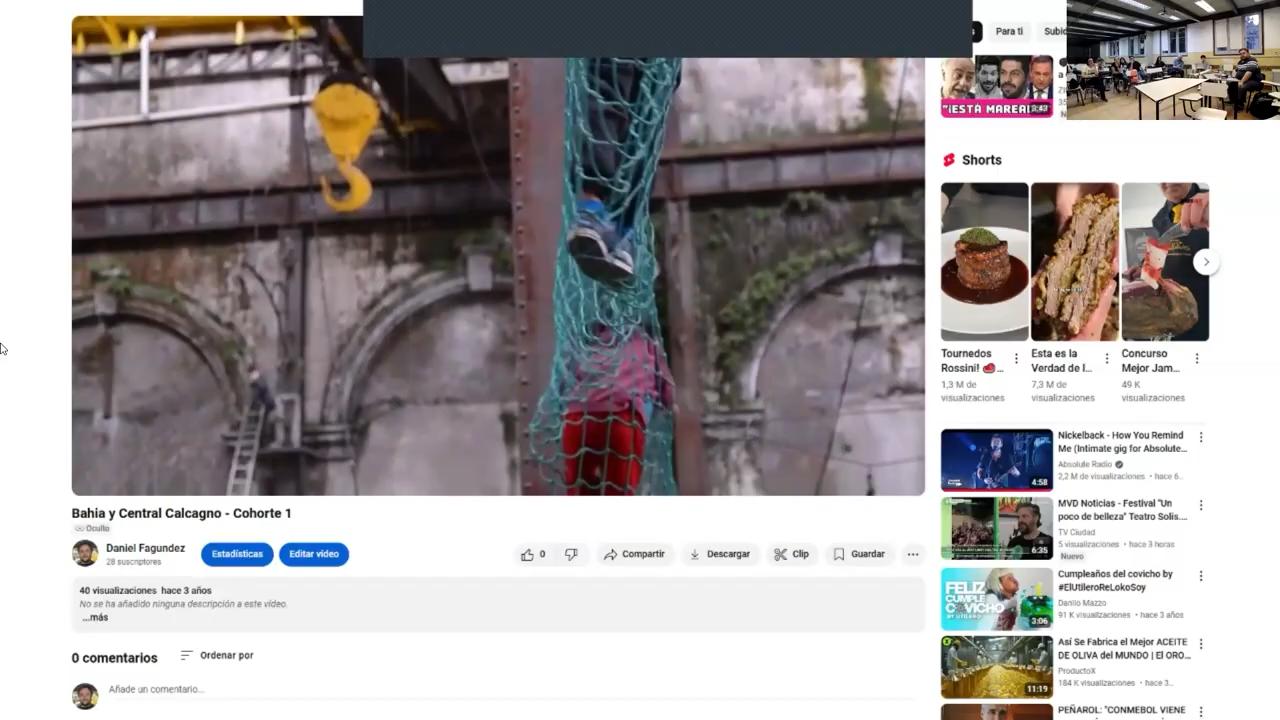 Para ti
"¡ESTÁ MAREA
3:43
Shorts
Tournedos
Rossini! 🥩...
1,3 M de
visualizaciones
Esta es la
Verdad de l...
7,3 M de
visualizaciones
Concurso
Mejor Jam...
49 K
visualizaciones
Nickelback - How You Remind
Me (Intimate gig for Absolute...
Absolute Radio
2,2 M de visualizaciones • hace 6...
4:58
MVD Noticias - Festival "Un
poco de belleza" Teatro Solís....
TV Ciudad
5 visualizaciones • hace 3 horas
Nuevo
6:35
Cumpleaños del covicho by
#ElUtileroReLokoSoy
Danilo Mazzo
91 K visualizaciones • hace 3 años
FELIZ
CUMPLE
COVICHO
BY UTILERO
3:06
Así Se Fabrica el Mejor ACEITE
DE OLIVA del MUNDO | El ORO...
ProductoX
184 K visualizaciones • hace 3...
11:19
PEÑAROL: "CONMEBOL VIENE
Bahia y Central Calcagno - Cohorte 1
Oculto
Daniel Fagundez
28 suscriptores
Estadísticas
Editar vídeo
0
Compartir
Descargar
Clip
Guardar
40 visualizaciones hace 3 años
No se ha añadido ninguna descripción a este vídeo.
...más
0 comentarios
Ordenar por
Añade un comentario...